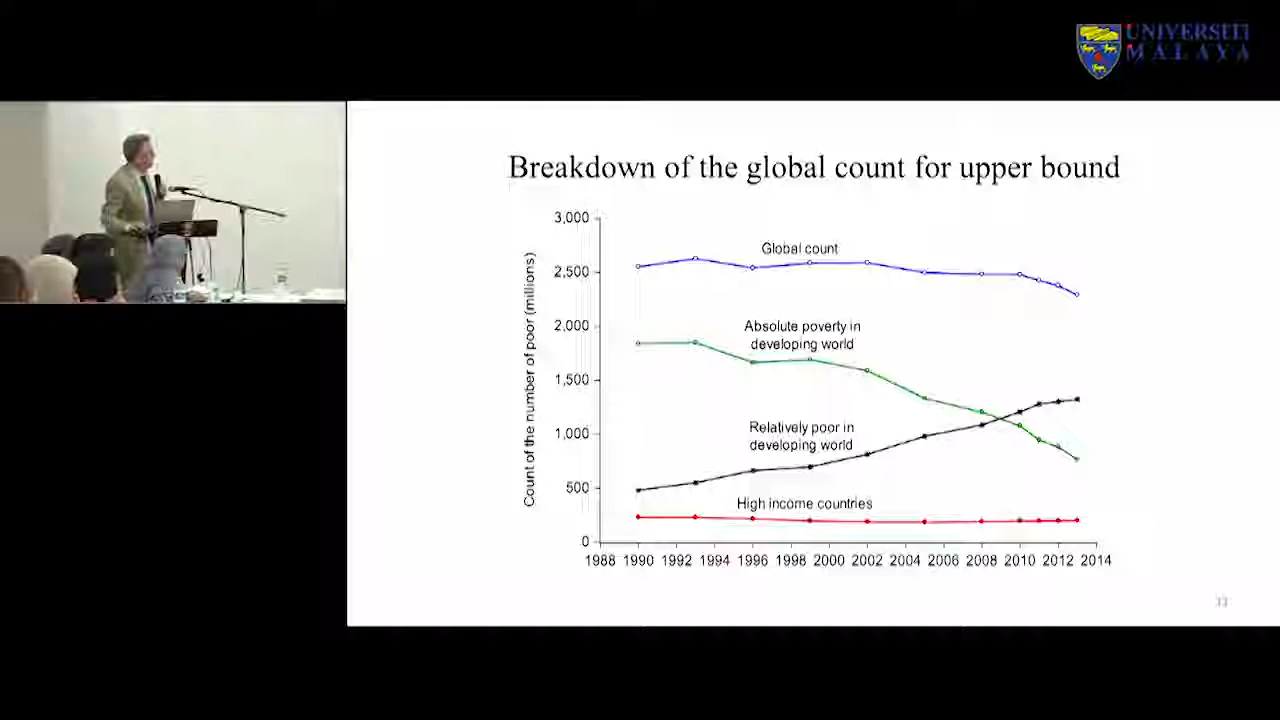 UNIVERSITI
MALAYA
Breakdown of the global count for upper bound
Count of the number of poor (millions)
3,000
2,500
2,000
1,500
1,000
500
0
Global count
Absolute poverty in
developing world
Relatively poor in
developing world
High income countries
1988 1990 1992 1994 1996 1998 2000 2002 2004 2006 2008 2010 2012 2014